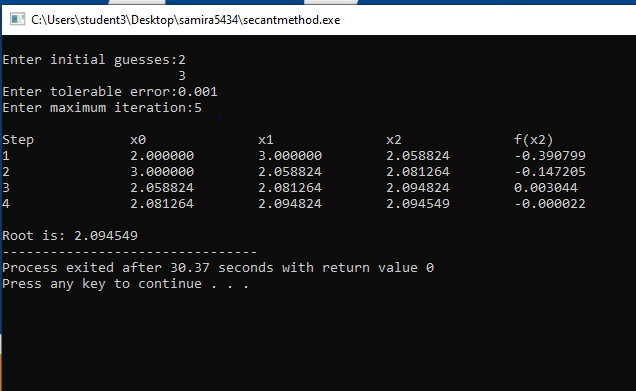 C:\Users\student3\Desktop\samira5434\secantmethod.exe
Enter initial guesses:2
3
Enter tolerable error:0.001
Enter maximum iteration:5
Step x0 x1 x2 f(x2)
1 2.000000 3.000000 2.058824 -0.390799
2 3.000000 2.058824 2.081264 -0.147205
3 2.058824 2.081264 2.094824 0.003044
4 2.081264 2.094824 2.094549 -0.000022
Root is: 2.094549
--------------------------------
Process exited after 30.37 seconds with return value 0
Press any key to continue . . .